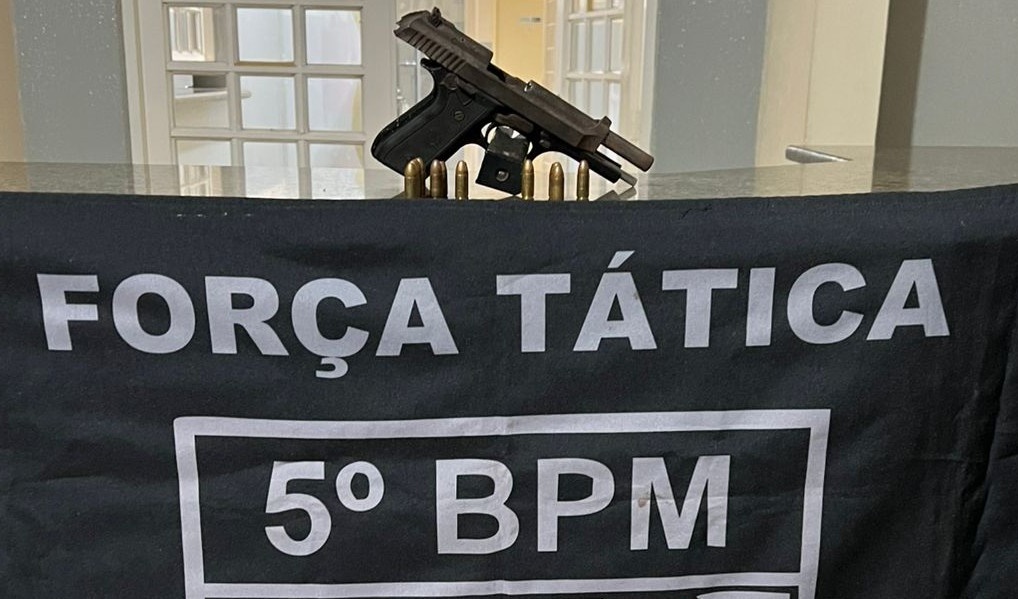 FORÇA TÁTICA
5º BPM